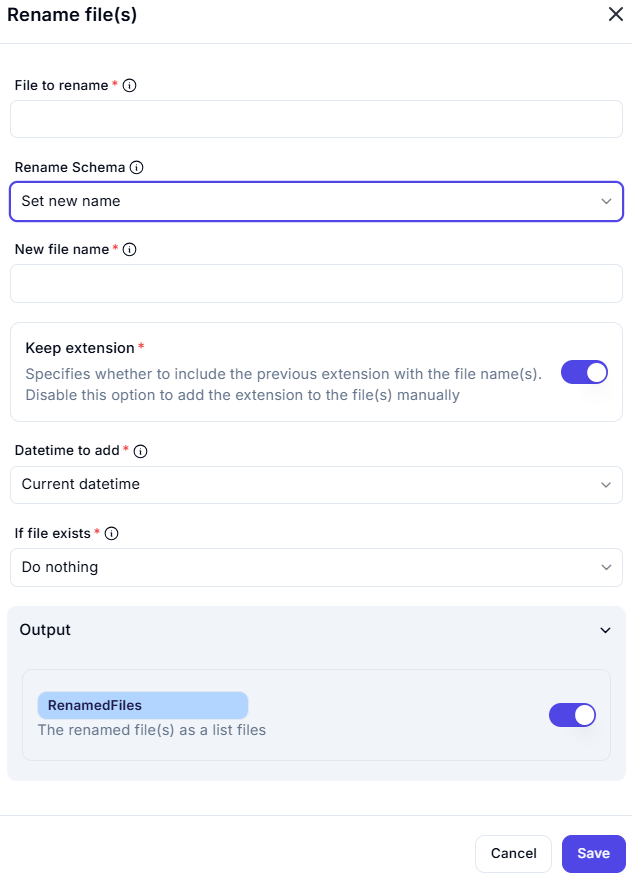 Rename file(s)
File to rename *
Rename Schema
Set new name
New file name *
Keep extension *
Specifies whether to include the previous extension with the file name(s).
Disable this option to add the extension to the file(s) manually
Datetime to add *
Current datetime
If file exists *
Do nothing
Output
RenamedFiles
The renamed file(s) as a list files
Cancel
Save